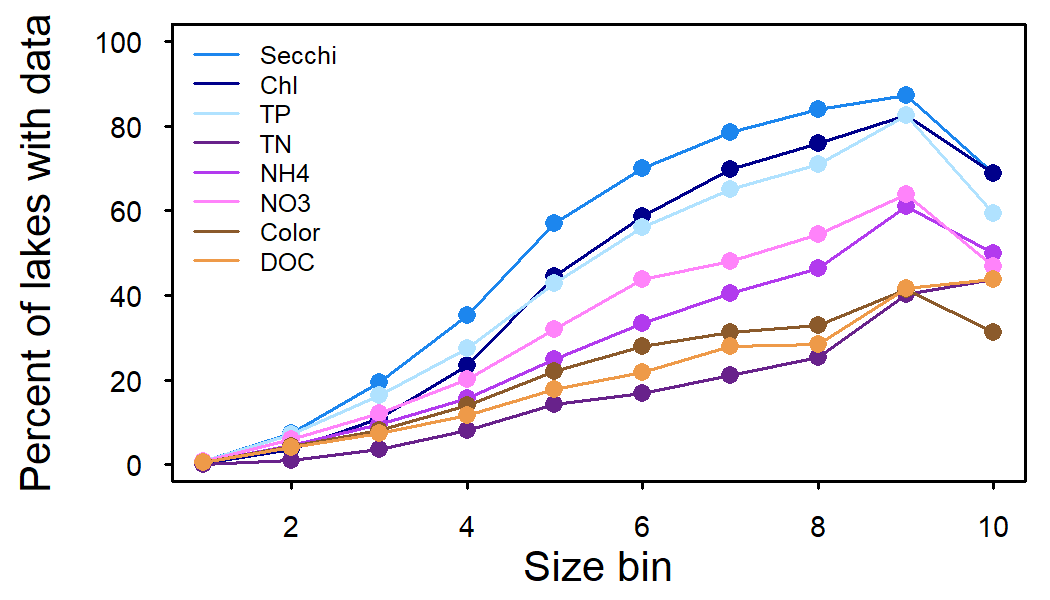 Percent of lakes with data
100
80
60
40
20
0
Secchi
Chl
TP
TN
NH4
NO3
Color
DOC
2 4 6 8 10
Size bin